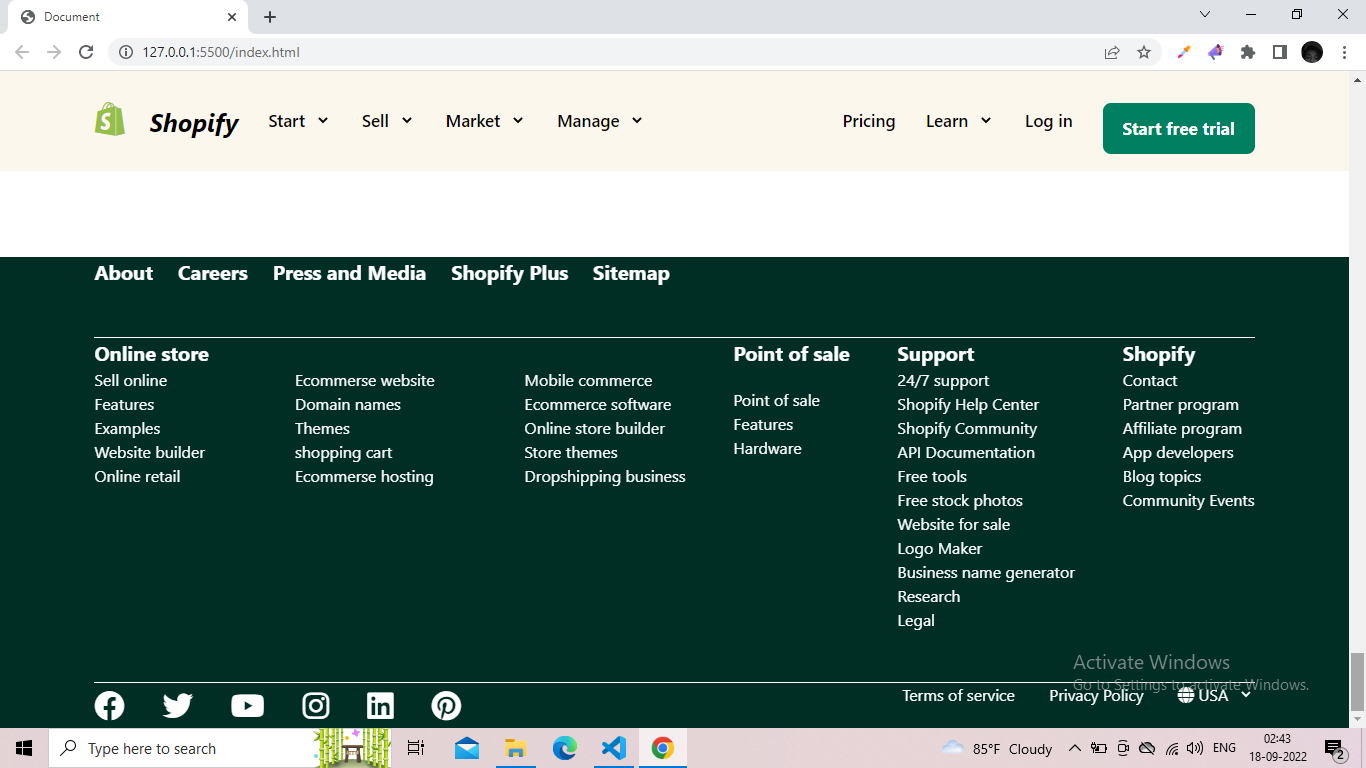 Document
127.0.0.1:5500/index.html
Shopify Start Sell Market Manage Pricing Learn Log in Start free trial
About Careers Press and Media Shopify Plus Sitemap
Online store
Sell online
Features
Examples
Website builder
Online retail
Ecommerse website
Domain names
Themes
shopping cart
Ecommerse hosting
Mobile commerce
Ecommerce software
Online store builder
Store themes
Dropshipping business
Point of sale
Point of sale
Features
Hardware
Support
24/7 support
Shopify Help Center
Shopify Community
API Documentation
Free tools
Free stock photos
Website for sale
Logo Maker
Business name generator
Research
Legal
Shopify
Contact
Partner program
Affiliate program
App developers
Blog topics
Community Events
Activate Windows
Go to Settings to activate Windows.
Terms of service Privacy Policy USA
Type here to search
85°F Cloudy
ENG
02:43
18-09-2022
2